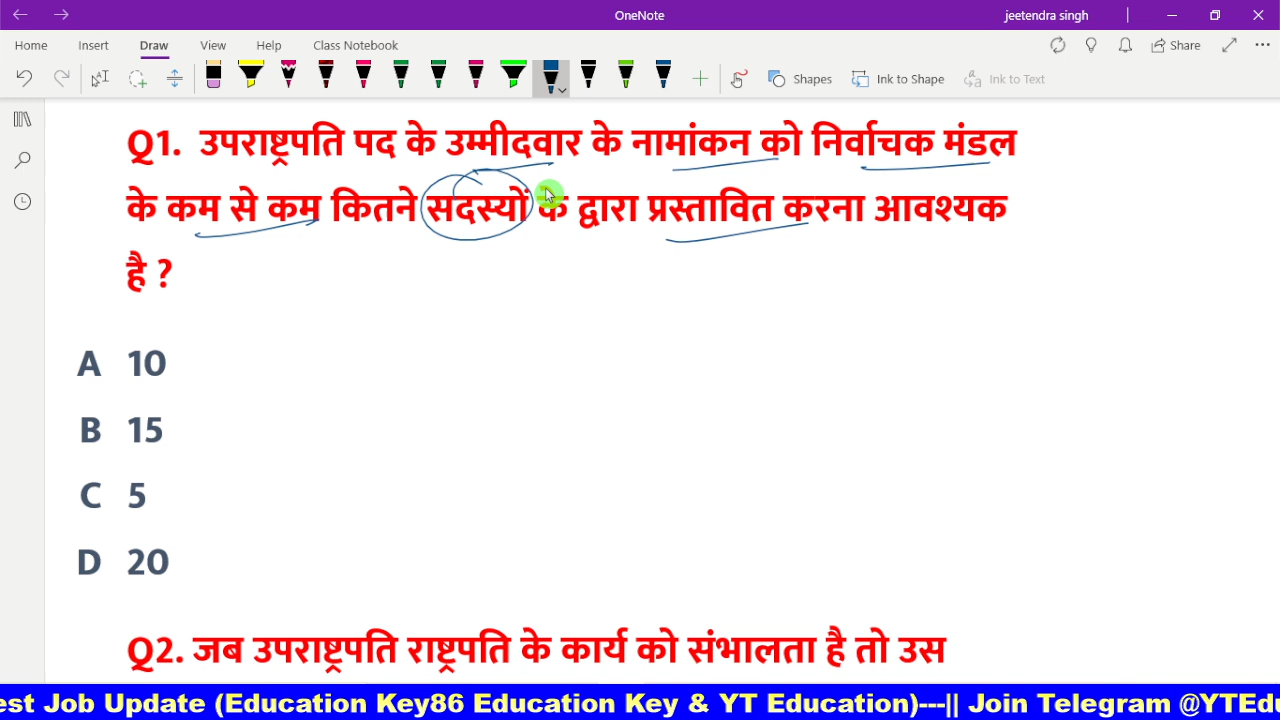 OneNote
jeetendra singh
Home Insert Draw View Help Class Notebook
Share
Shapes Ink to Shape Ink to Text
Q1. उपराष्ट्रपति पद के उम्मीदवार के नामांकन को निर्वाचक मंडल
के कम से कम कितने सदस्यों के द्वारा प्रस्तावित करना आवश्यक
है ?
A 10
B 15
C 5
D 20
Q2. जब उपराष्ट्रपति राष्ट्रपति के कार्य को संभालता है तो उस
est Job Update (Education Key86 Education Key & YT Education)---|| Join Telegram @YTEdu